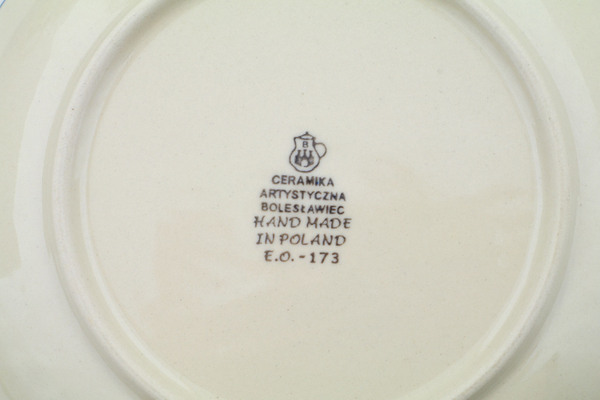 B
CERAMIKA
ARTYSTYCZNA
BOLESŁAWIEC
HAND MADE
IN POLAND
E.O. - 173